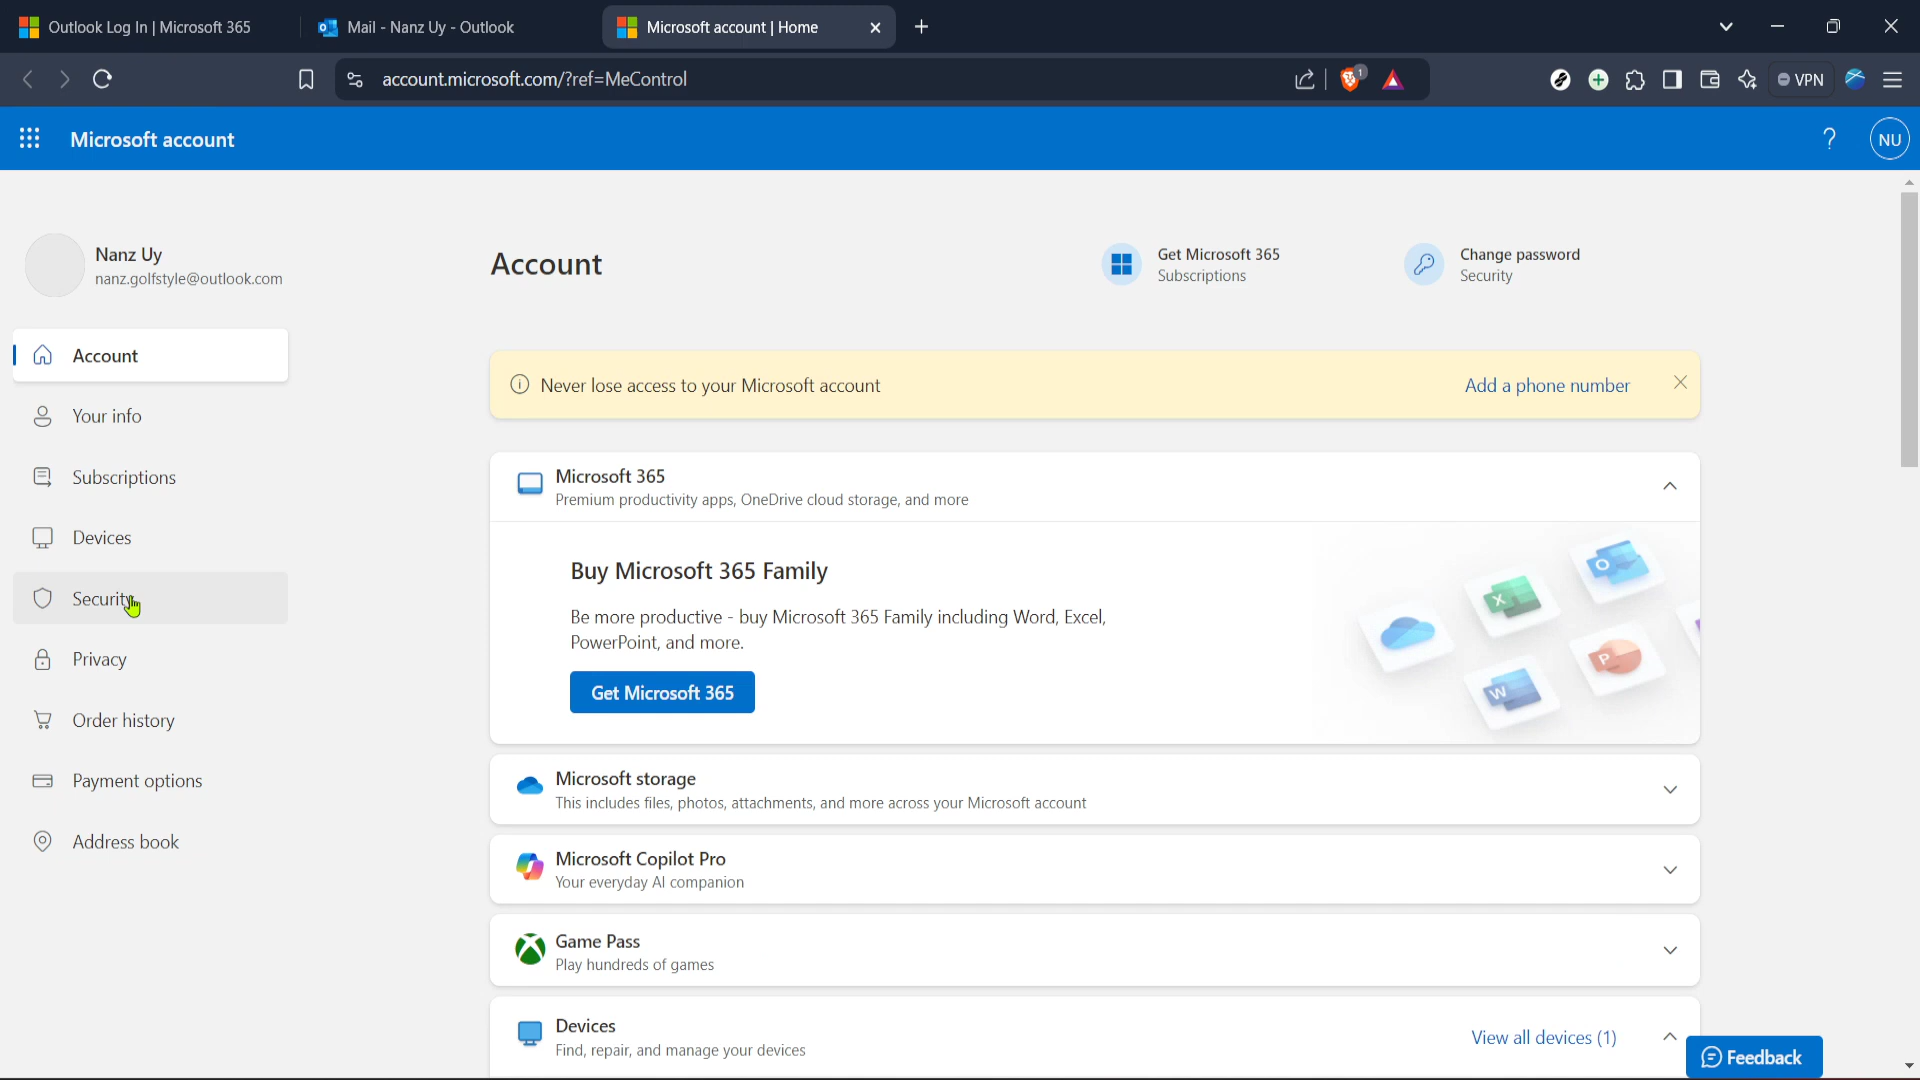 Outlook Log In | Microsoft 365
Mail - Nanz Uy - Outlook
Microsoft account | Home
account.microsoft.com/?ref=MeControl
1
VPN
Microsoft account
?
NU
Nanz Uy
nanz.golfstyle@outlook.com
Account
Your info
Subscriptions
Devices
Security
Privacy
Order history
Payment options
Address book
Account
Get Microsoft 365
Subscriptions
Change password
Security
Never lose access to your Microsoft account
Add a phone number
Microsoft 365
Premium productivity apps, OneDrive cloud storage, and more
Buy Microsoft 365 Family
Be more productive - buy Microsoft 365 Family including Word, Excel,
PowerPoint, and more.
Get Microsoft 365
Microsoft storage
This includes files, photos, attachments, and more across your Microsoft account
Microsoft Copilot Pro
Your everyday AI companion
Game Pass
Play hundreds of games
Devices
Find, repair, and manage your devices
View all devices (1)
Feedback